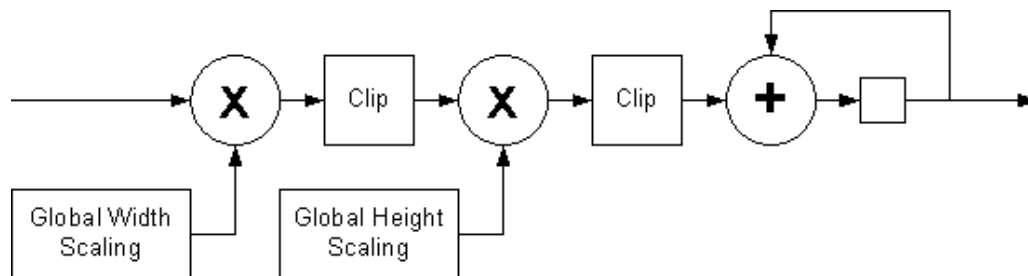 X
Clip
X
Clip
+
Global Width
Scaling
Global Height
Scaling